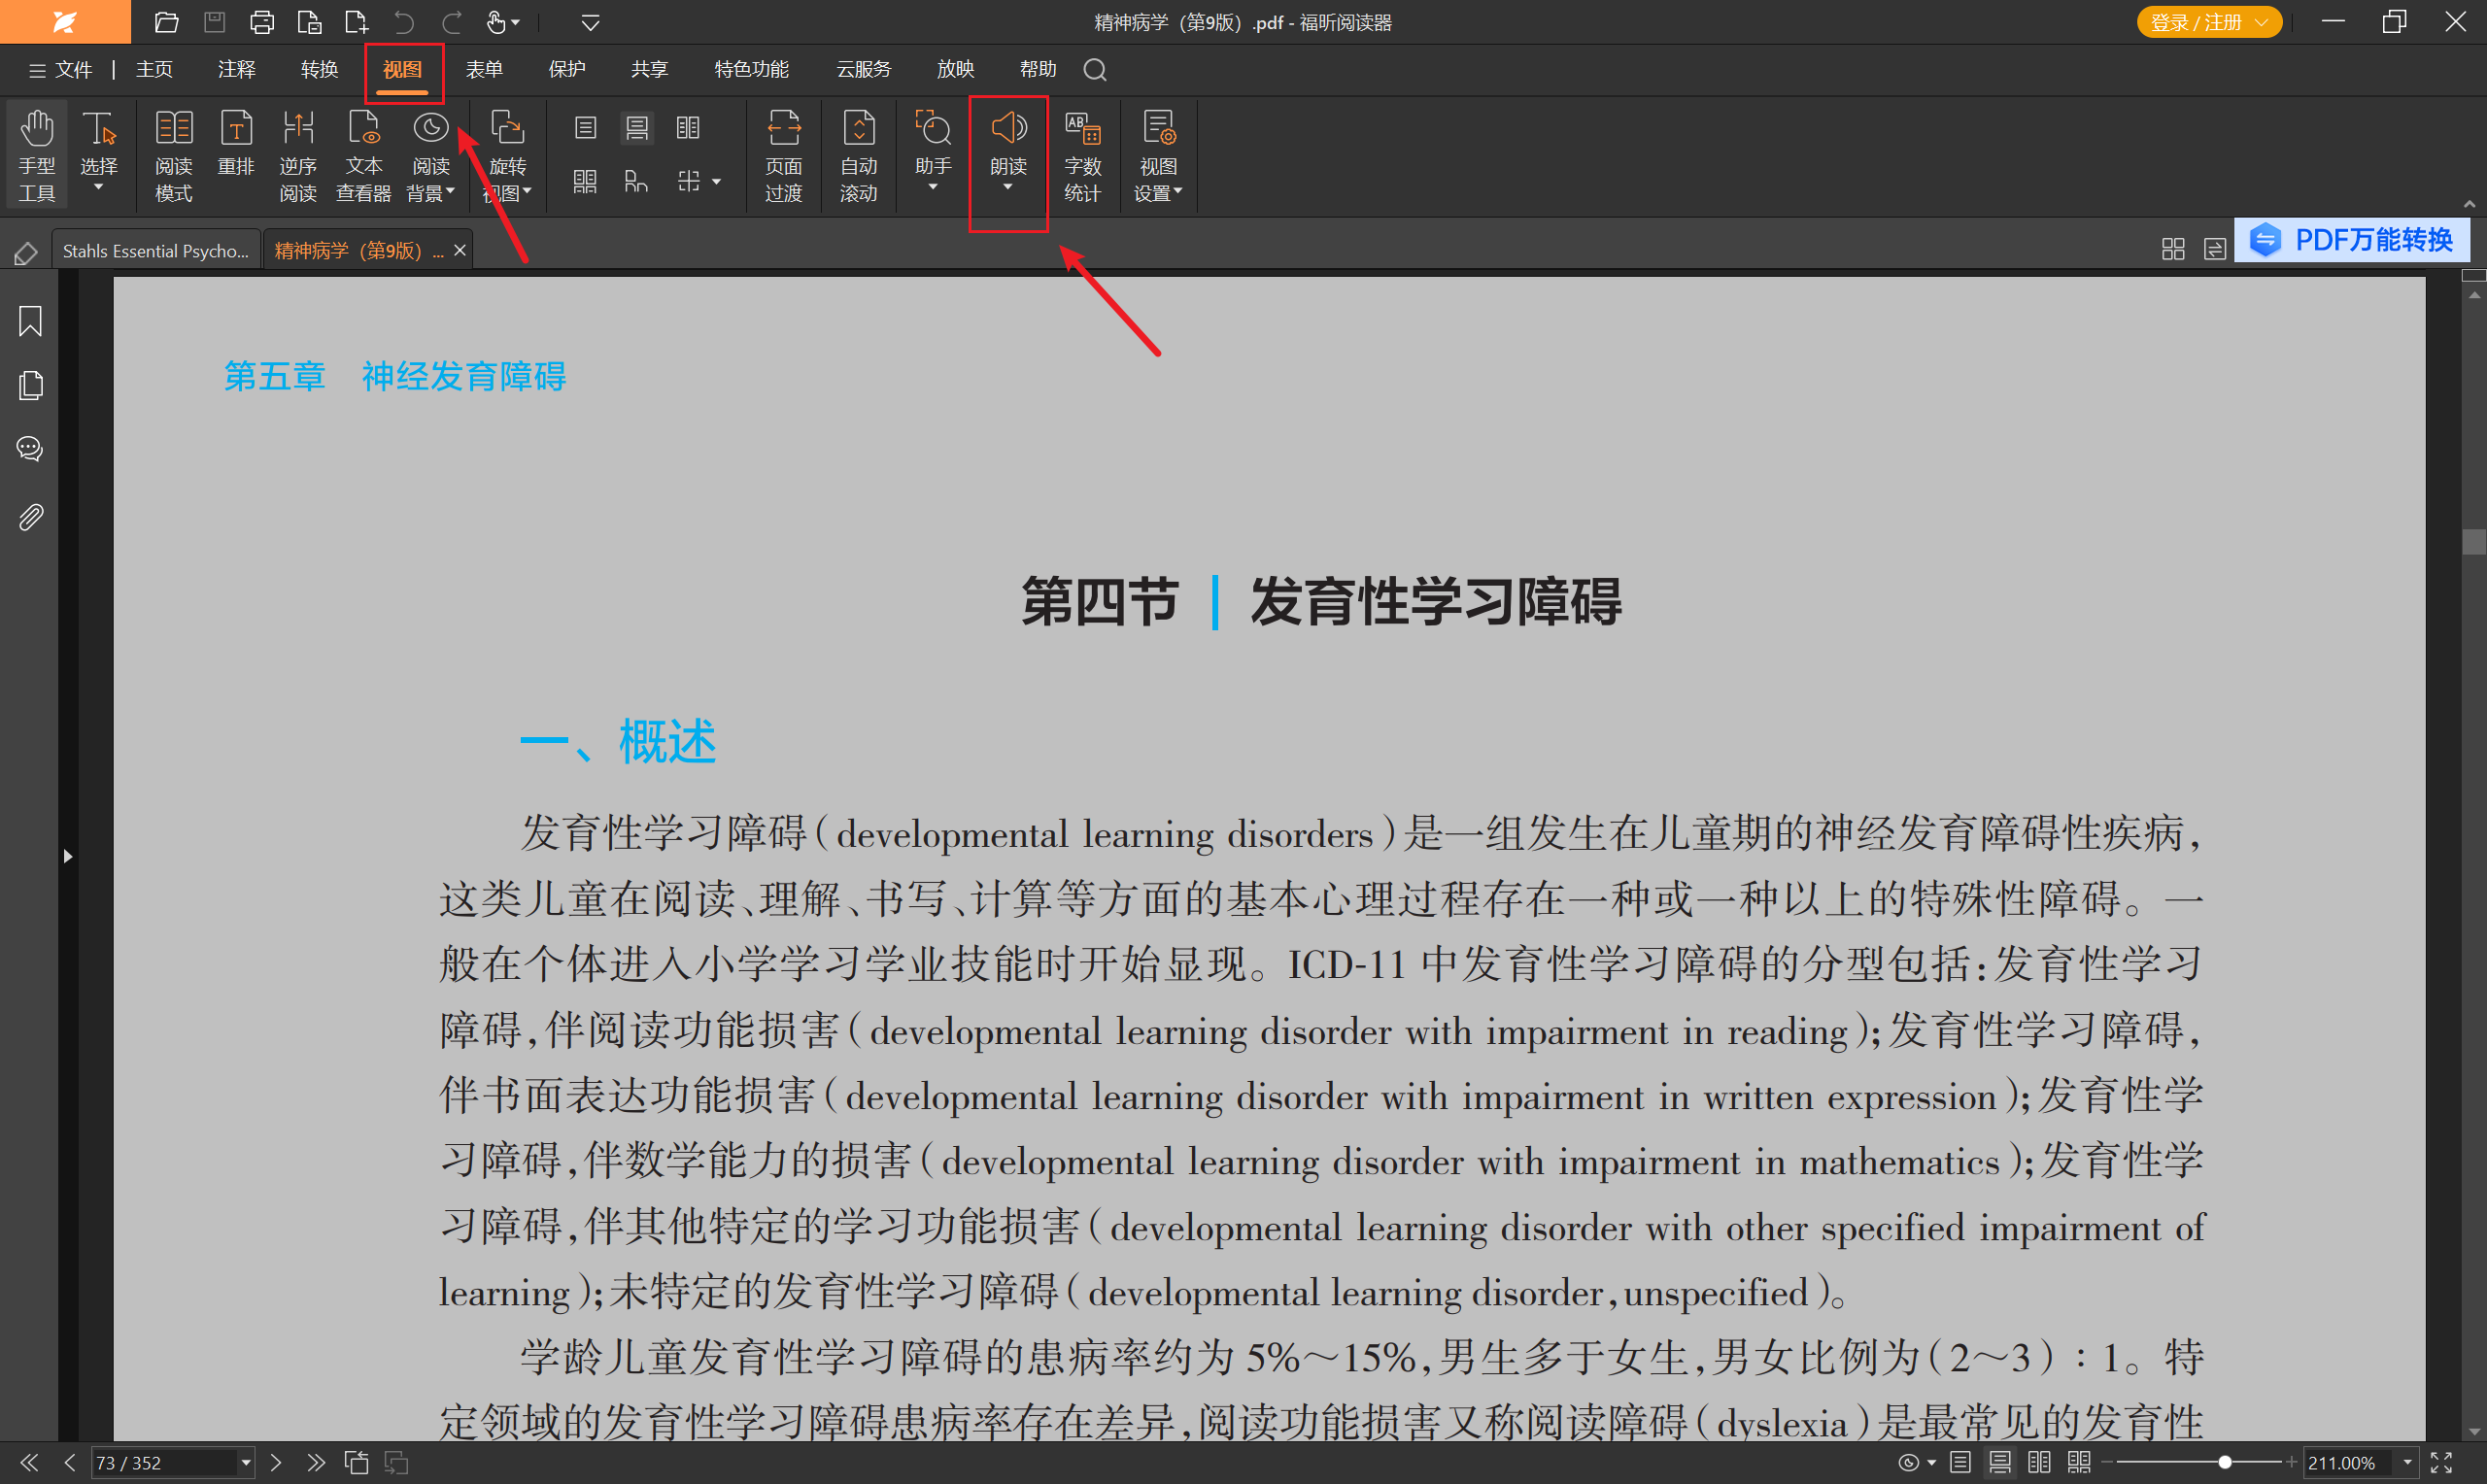 精神病学（第9版）.pdf - 福昕阅读器
登录 / 注册
文件
主页
注释
转换
视图
表单
保护
共享
特色功能
云服务
放映
帮助
手型
工具
选择
阅读
模式
重排
逆序
阅读
文本
查看器
阅读
背景
旋转
视图
页面
过渡
自动
滚动
助手
朗读
字数
统计
视图
设置
Stahls Essential Psycho...
精神病学（第9版）...
PDF万能转换
第五章 神经发育障碍
第四节 | 发育性学习障碍
一、概述
发育性学习障碍（developmental learning disorders）是一组发生在儿童期的神经发育障碍性疾病，
这类儿童在阅读、理解、书写、计算等方面的基本心理过程存在一种或一种以上的特殊性障碍。一
般在个体进入小学学习学业技能时开始显现。ICD-11 中发育性学习障碍的分型包括：发育性学习
障碍，伴阅读功能损害（developmental learning disorder with impairment in reading）；发育性学习障碍，
伴书面表达功能损害（developmental learning disorder with impairment in written expression）；发育性学
习障碍，伴数学能力的损害（developmental learning disorder with impairment in mathematics）；发育性学
习障碍，伴其他特定的学习功能损害（developmental learning disorder with other specified impairment of
learning）；未特定的发育性学习障碍（developmental learning disorder，unspecified）。
学龄儿童发育性学习障碍的患病率约为 5%～15%，男生多于女生，男女比例为（2～3）：1。特
定领域的发育性学习障碍患病率存在差异，阅读功能损害又称阅读障碍（dyslexia）是最常见的发育性
73 / 352
211.00%